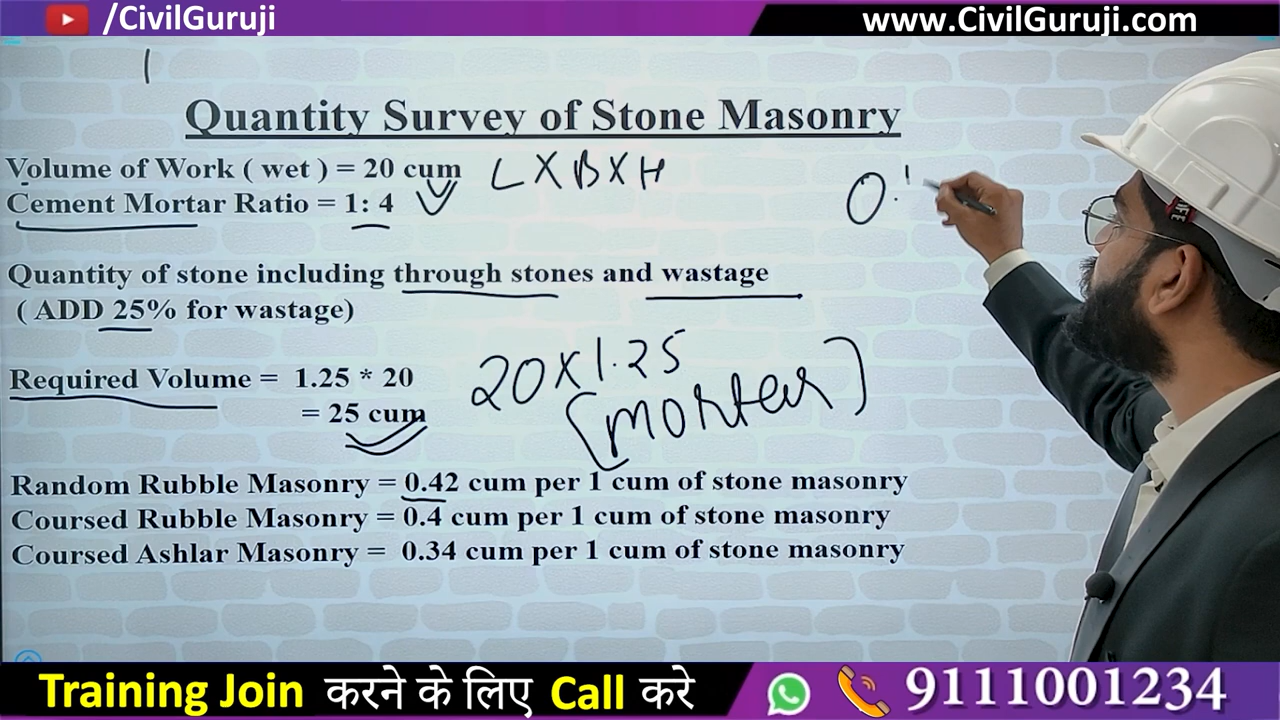 /CivilGuruji
www.CivilGuruji.com
Quantity Survey of Stone Masonry
Volume of Work ( wet ) = 20 cum L X B X H
Cement Mortar Ratio = 1: 4
0.
Quantity of stone including through stones and wastage
( ADD 25% for wastage)
Required Volume = 1.25 * 20
= 25 cum
20 X 1.25
[mortar]
Random Rubble Masonry = 0.42 cum per 1 cum of stone masonry
Coursed Rubble Masonry = 0.4 cum per 1 cum of stone masonry
Coursed Ashlar Masonry = 0.34 cum per 1 cum of stone masonry
Training Join करने के लिए Call करे
9111001234